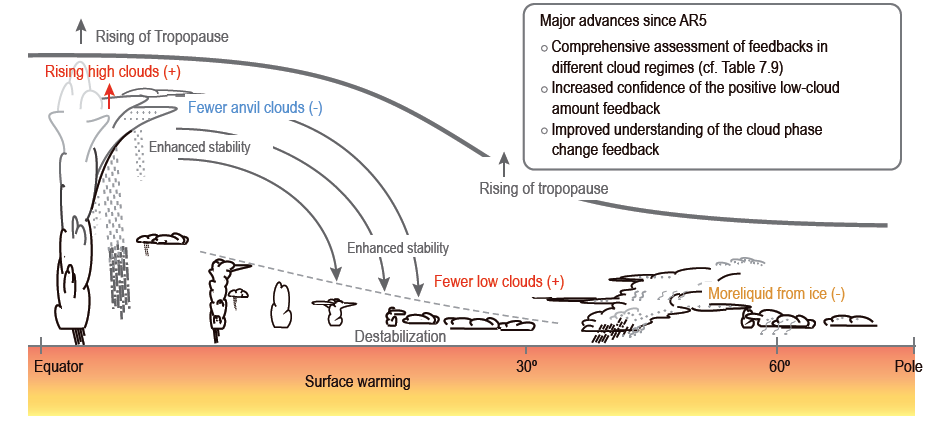 Major advances since AR5
Comprehensive assessment of feedbacks in
different cloud regimes (cf. Table 7.9)
Increased confidence of the positive low-cloud
amount feedback
Improved understanding of the cloud phase
change feedback
Rising of Tropopause
Rising high clouds (+)
Fewer anvil clouds (-)
Enhanced stability
Rising of tropopause
Enhanced stability
Fewer low clouds (+)
Moreliquid from ice (-)
Destabilization
Equator
30º
60º
Pole
Surface warming